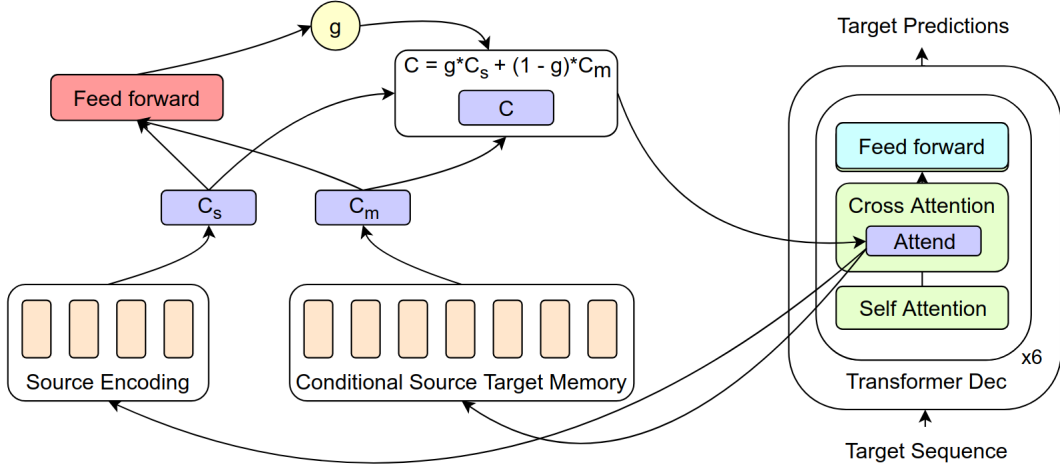 g
Target Predictions
C = g*Cₛ + (1 - g)*Cₘ
Feed forward
C
Feed forward
Cross Attention
Cₛ
Cₘ
Attend
Self Attention
x6
Source Encoding
Conditional Source Target Memory
Transformer Dec
Target Sequence